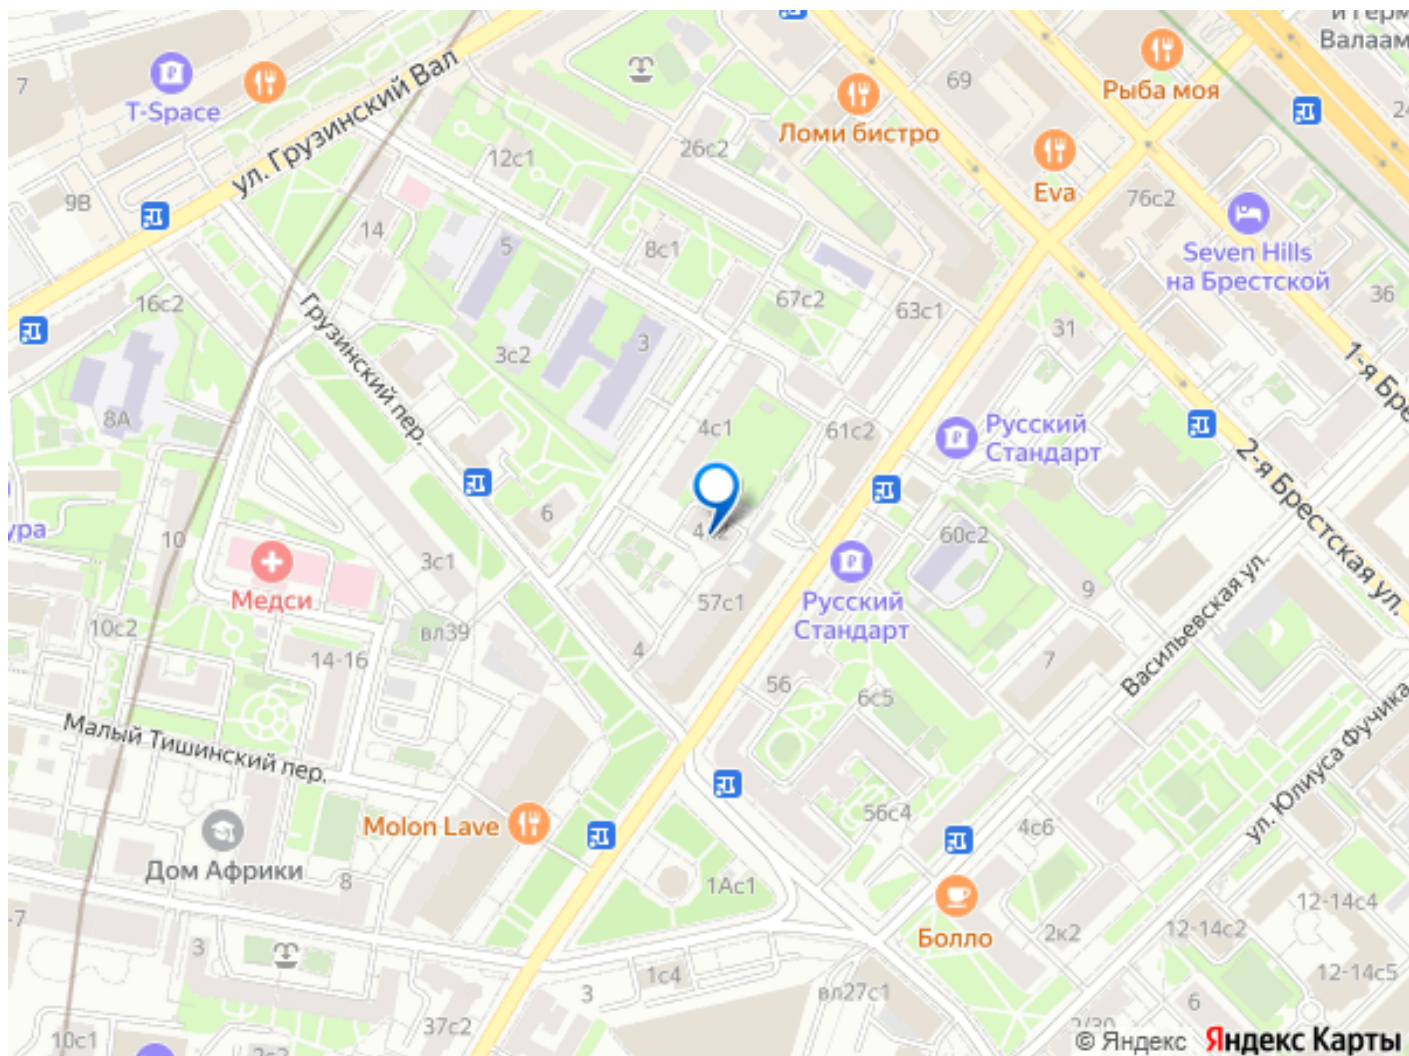 и Герм
Валаам
7
T-Space
ул. Грузинский Вал
Рыба моя
69
24
Ломи бистро
26с2
12с1
Eva
76с2
9В
14
5
8с1
Seven Hills
на Брестской
36
16с2
67с2
63с1
31
Грузинский пер.
3с2
3
1-я Брес
8А
4с1
61с2
Русский
Стандарт
2-я Брестская ул.
ура
10
6
3с1
60с2
Медси
57с1
Русский
Стандарт
9
Васильевская ул.
10с2
вл39
14-16
4
56
6с5
7
Малый Тишинский пер.
ул. Юлиуса Фучика
56с4
4с6
Molon Lave
Дом Африки
8
1Ас1
Болло
2к2
12-14с4
12-14с2
12-14с5
-7
3
1с4
3
вл27с1
6
37с2
10с1
© Яндекс Яндекс Карты